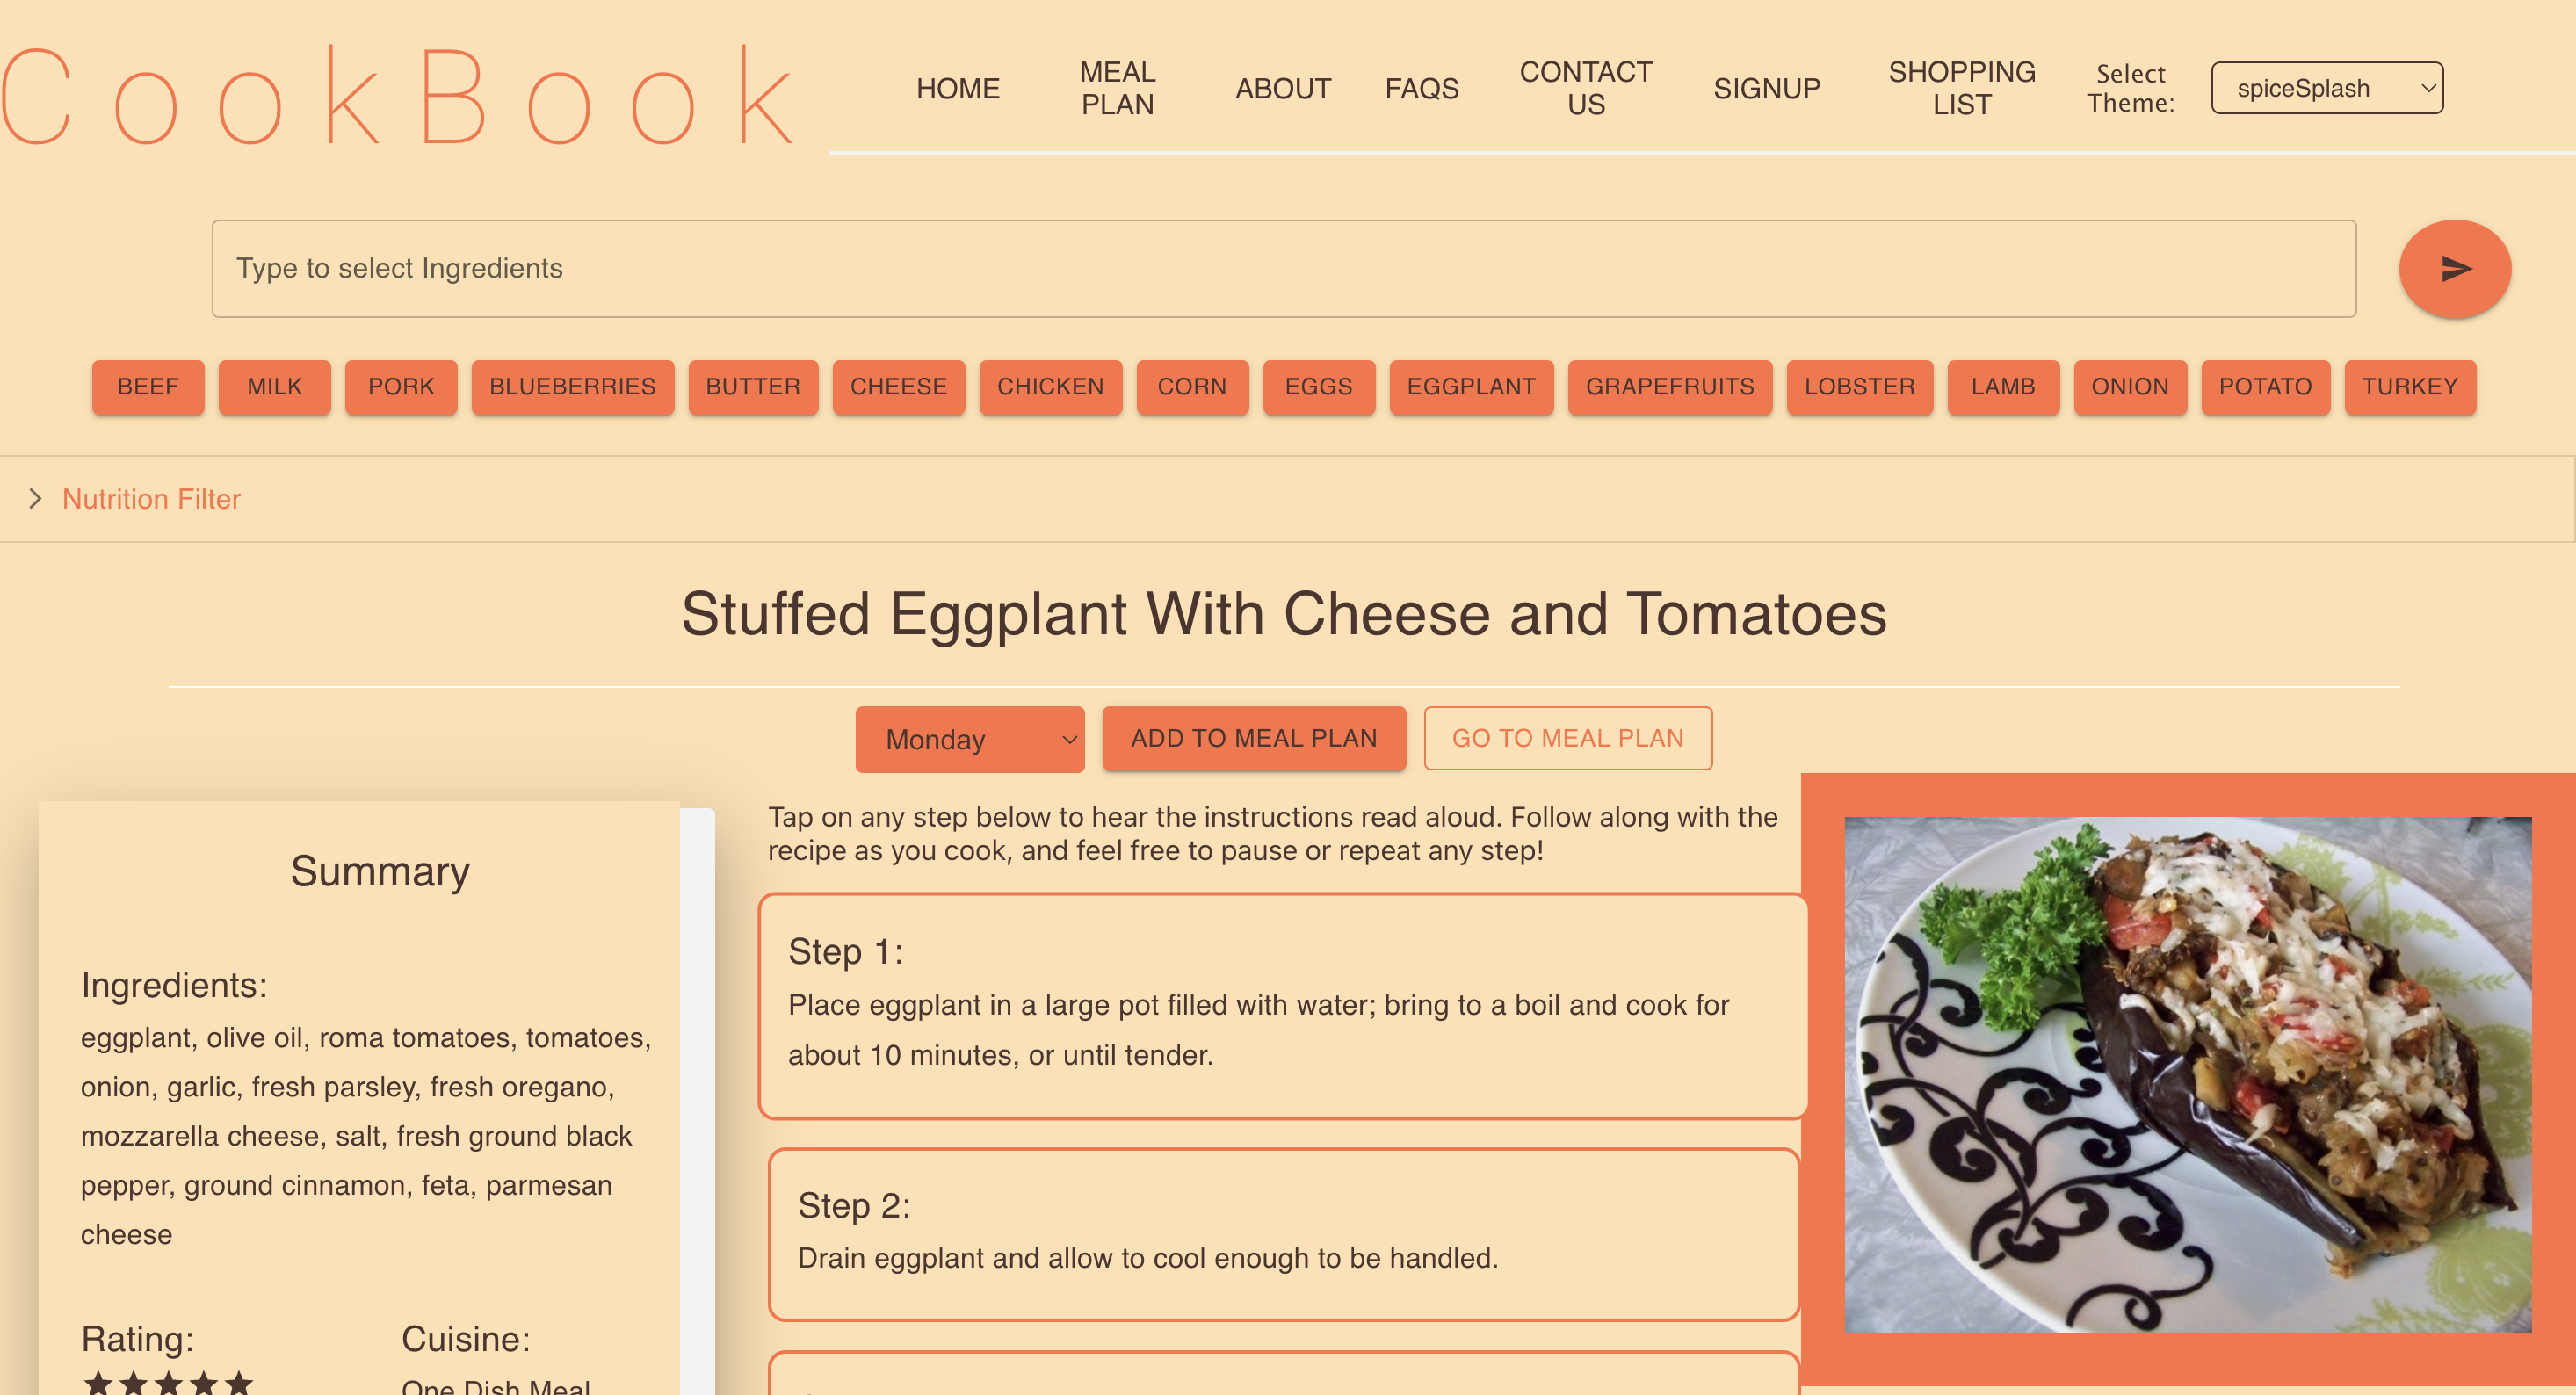 CookBook
HOME
MEAL
PLAN
ABOUT
FAQS
CONTACT
US
SIGNUP
SHOPPING
LIST
Select
Theme:
spiceSplash
Type to select Ingredients
BEEF
MILK
PORK
BLUEBERRIES
BUTTER
CHEESE
CHICKEN
CORN
EGGS
EGGPLANT
GRAPEFRUITS
LOBSTER
LAMB
ONION
POTATO
TURKEY
Nutrition Filter
Stuffed Eggplant With Cheese and Tomatoes
Monday
ADD TO MEAL PLAN
GO TO MEAL PLAN
Summary
Ingredients:
eggplant, olive oil, roma tomatoes, tomatoes,
onion, garlic, fresh parsley, fresh oregano,
mozzarella cheese, salt, fresh ground black
pepper, ground cinnamon, feta, parmesan
cheese
Rating:
Cuisine:
One Dish Meal
Tap on any step below to hear the instructions read aloud. Follow along with the
recipe as you cook, and feel free to pause or repeat any step!
Step 1:
Place eggplant in a large pot filled with water; bring to a boil and cook for
about 10 minutes, or until tender.
Step 2:
Drain eggplant and allow to cool enough to be handled.